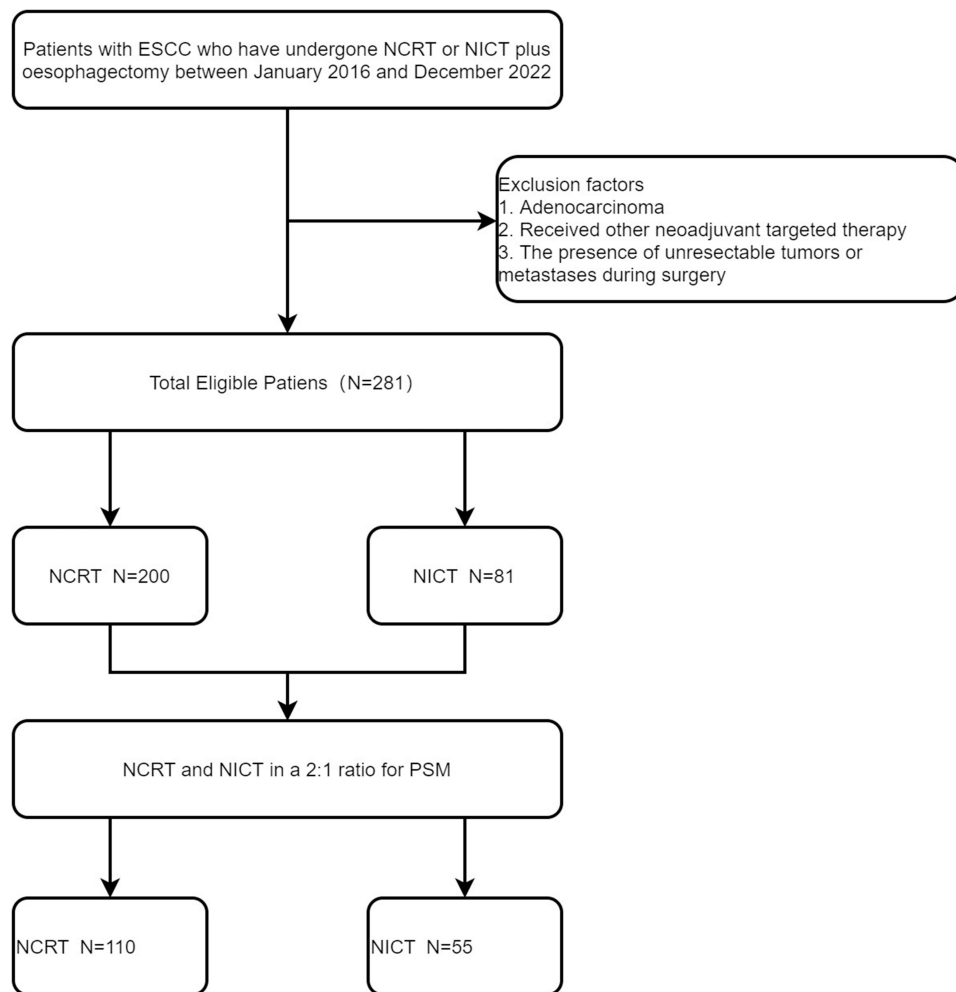 Patients with ESCC who have undergone NCRT or NICT plus
oesophagectomy between January 2016 and December 2022
Exclusion factors
1. Adenocarcinoma
2. Received other neoadjuvant targeted therapy
3. The presence of unresectable tumors or
metastases during surgery
Total Eligible Patiens（N=281）
NCRT N=200
NICT N=81
NCRT and NICT in a 2:1 ratio for PSM
NCRT N=110
NICT N=55